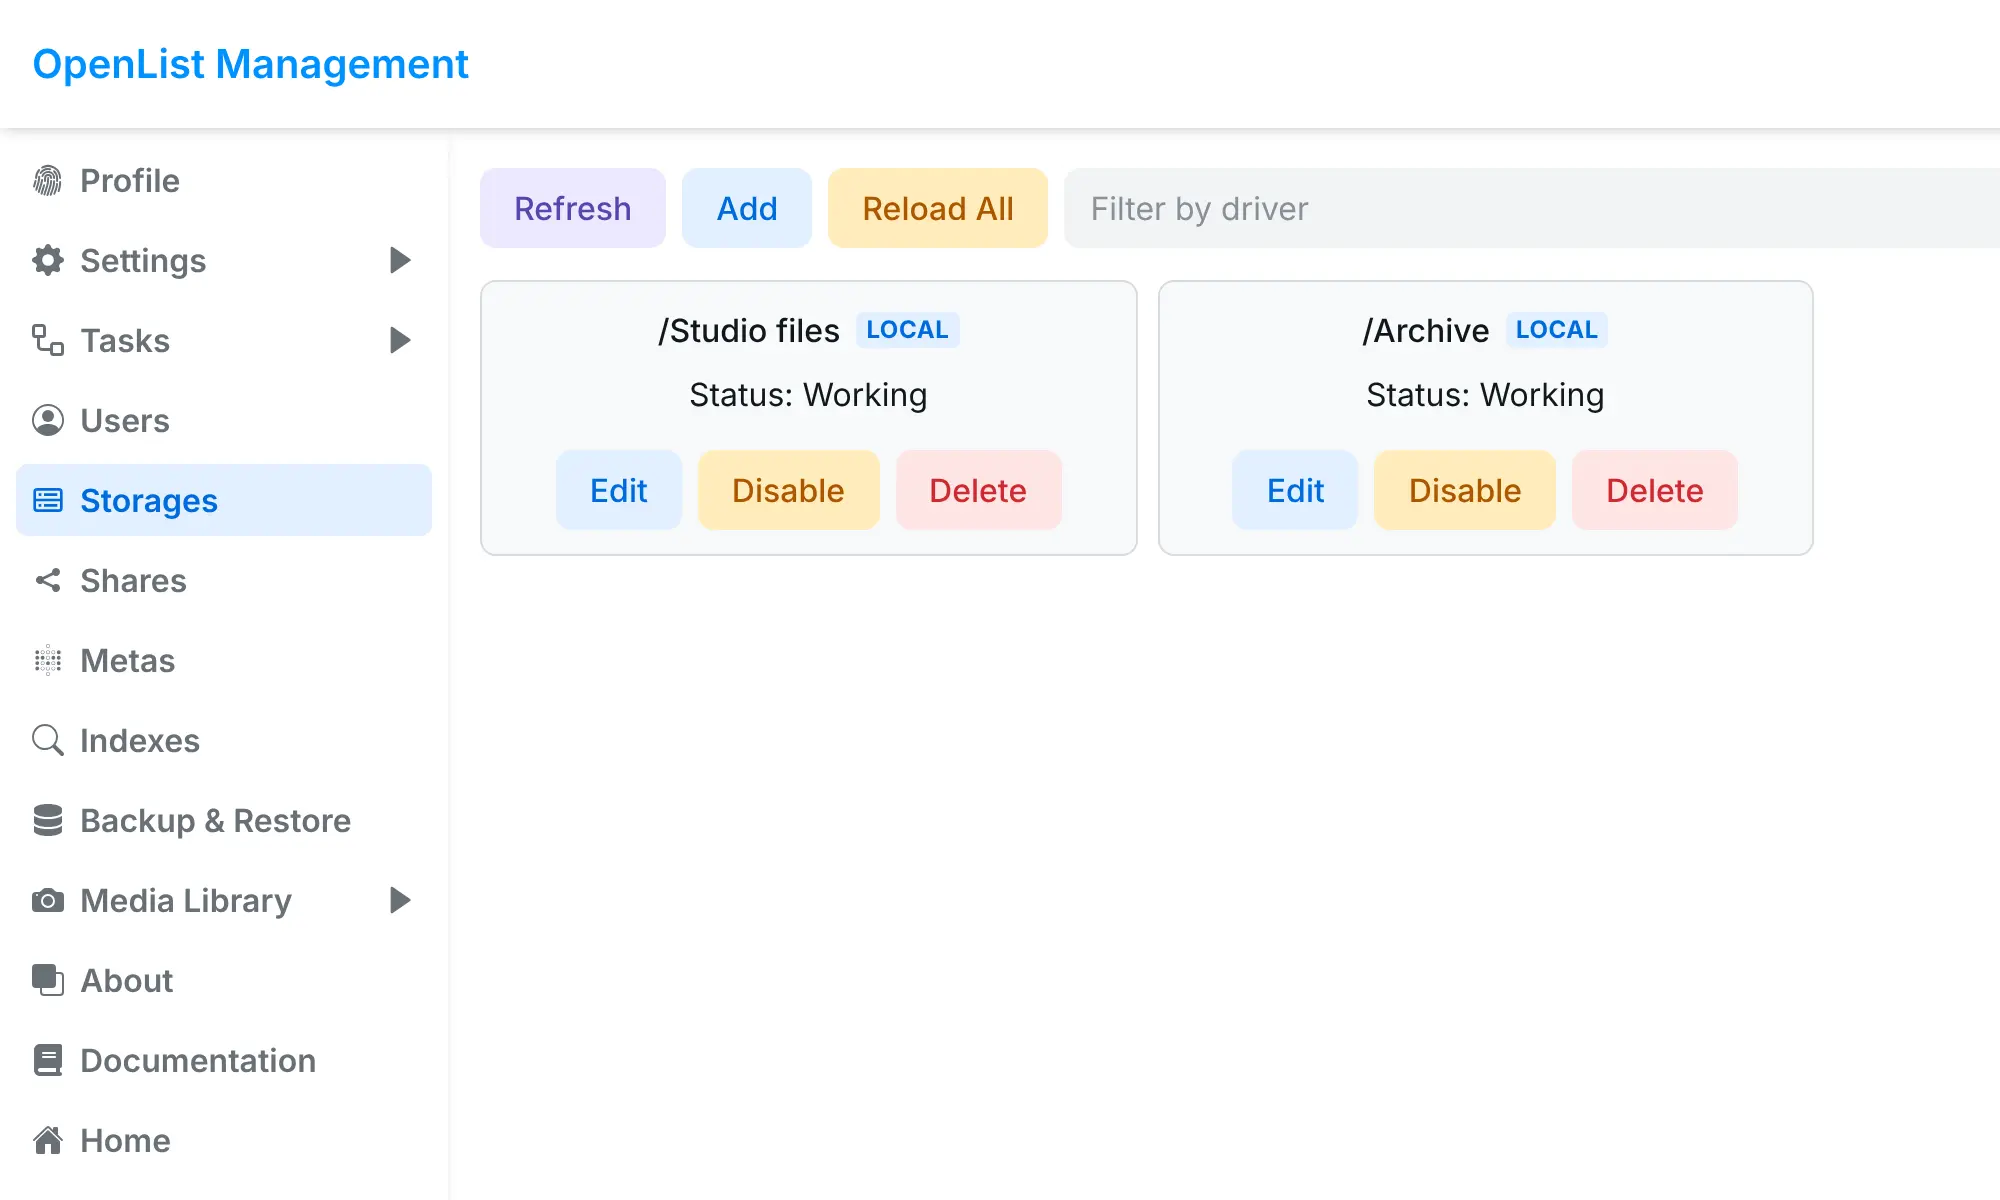 OpenList Management
Profile
Settings
Tasks
Users
Storages
Shares
Metas
Indexes
Backup & Restore
Media Library
About
Documentation
Home
Refresh Add Reload All Filter by driver
/Studio files LOCAL
Status: Working
Edit Disable Delete
/Archive LOCAL
Status: Working
Edit Disable Delete